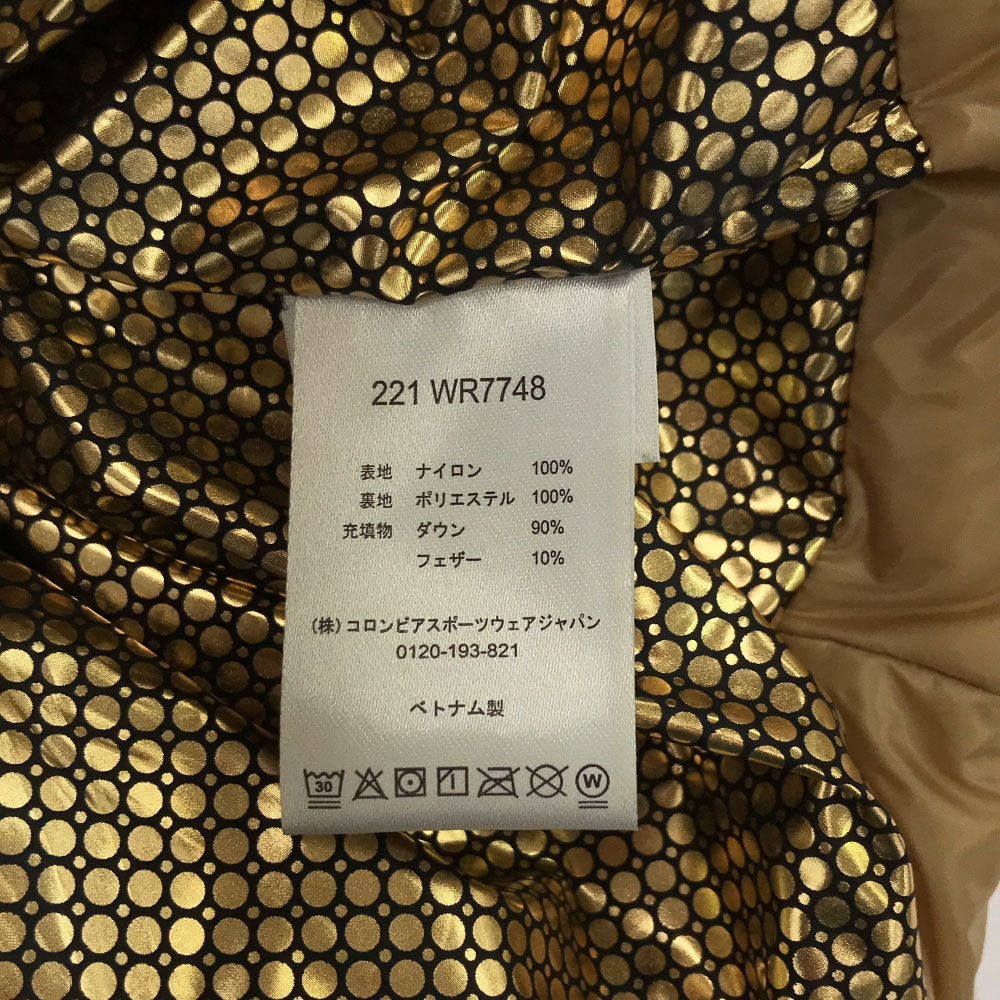 221 WR7748
表地 ナイロン 100%
裏地 ポリエステル 100%
充填物 ダウン 90%
フェザー 10%
(株)コロンビアスポーツウェアジャパン
0120-193-821
ベトナム製
30 W